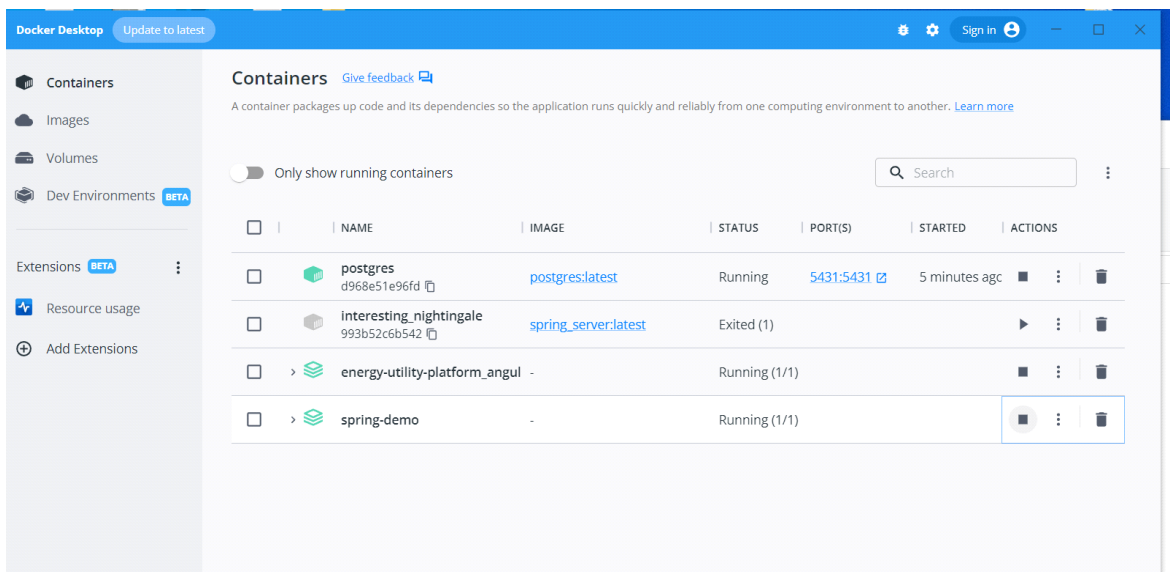 Docker Desktop Update to latest Sign in
Containers
Images
Volumes
Dev Environments BETA
Extensions BETA
Resource usage
Add Extensions
Containers Give feedback
A container packages up code and its dependencies so the application runs quickly and reliably from one computing environment to another. Learn more
Only show running containers Search
NAME IMAGE STATUS PORT(S) STARTED ACTIONS
postgres
d968e51e96fd postgres:latest Running 5431:5431 5 minutes agc
interesting_nightingale
993b52c6b542 spring_server:latest Exited (1)
energy-utility-platform_angul - Running (1/1)
spring-demo - Running (1/1)